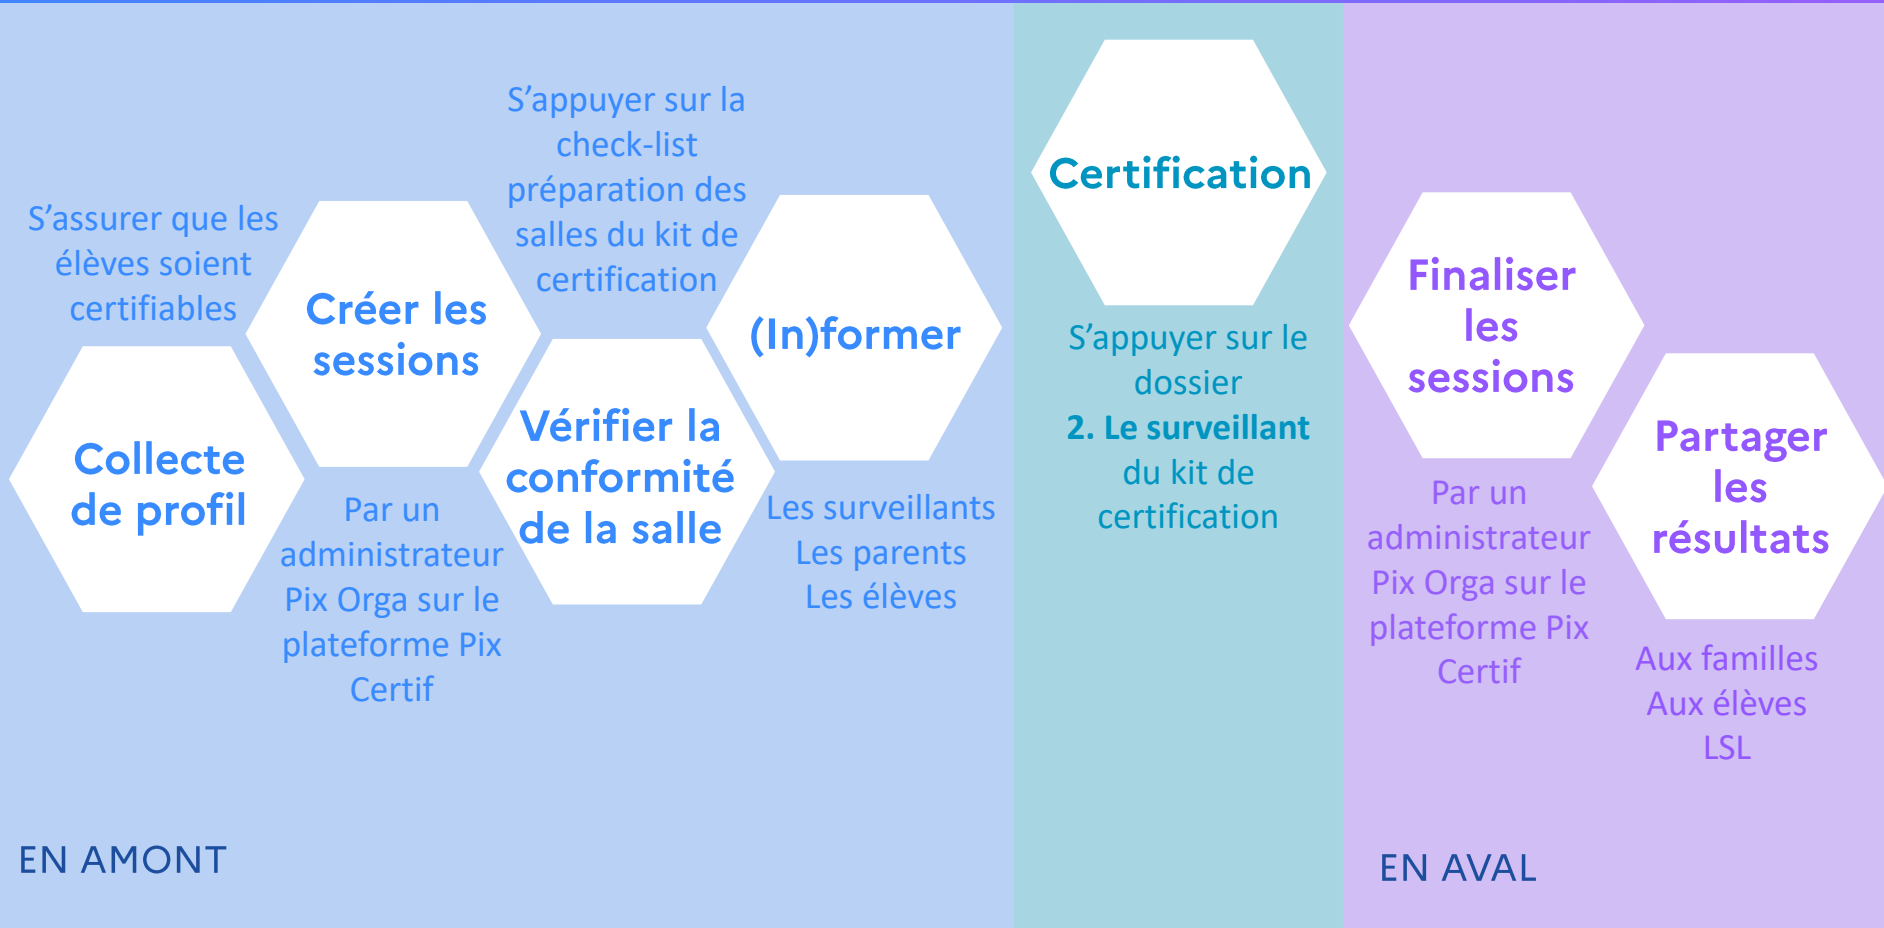 S’assurer que les
élèves soient
certifiables
Collecte
de profil
Créer les
sessions
Par un
administrateur
Pix Orga sur le
plateforme Pix
Certif
S’appuyer sur la
check-list
préparation des
salles du kit de
certification
Vérifier la
conformité
de la salle
(In)former
Les surveillants
Les parents
Les élèves
EN AMONT
Certification
S’appuyer sur le
dossier
2. Le surveillant
du kit de
certification
Finaliser
les
sessions
Par un
administrateur
Pix Orga sur le
plateforme Pix
Certif
Partager
les
résultats
Aux familles
Aux élèves
LSL
EN AVAL